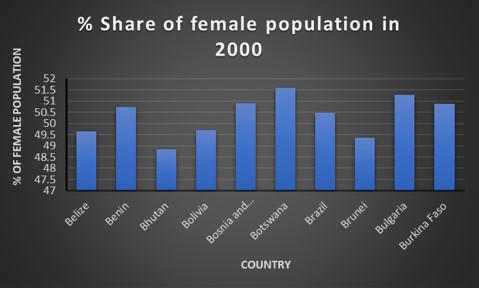 % Share of female population in
2000
% OF FEMALE POPULATION
52
51.5
51
50.5
50
49.5
49
48.5
48
47.5
47
Belize
Benin
Bhutan
Bolivia
Bosnia and...
Botswana
Brazil
Brunei
Bulgaria
Burkina Faso
COUNTRY